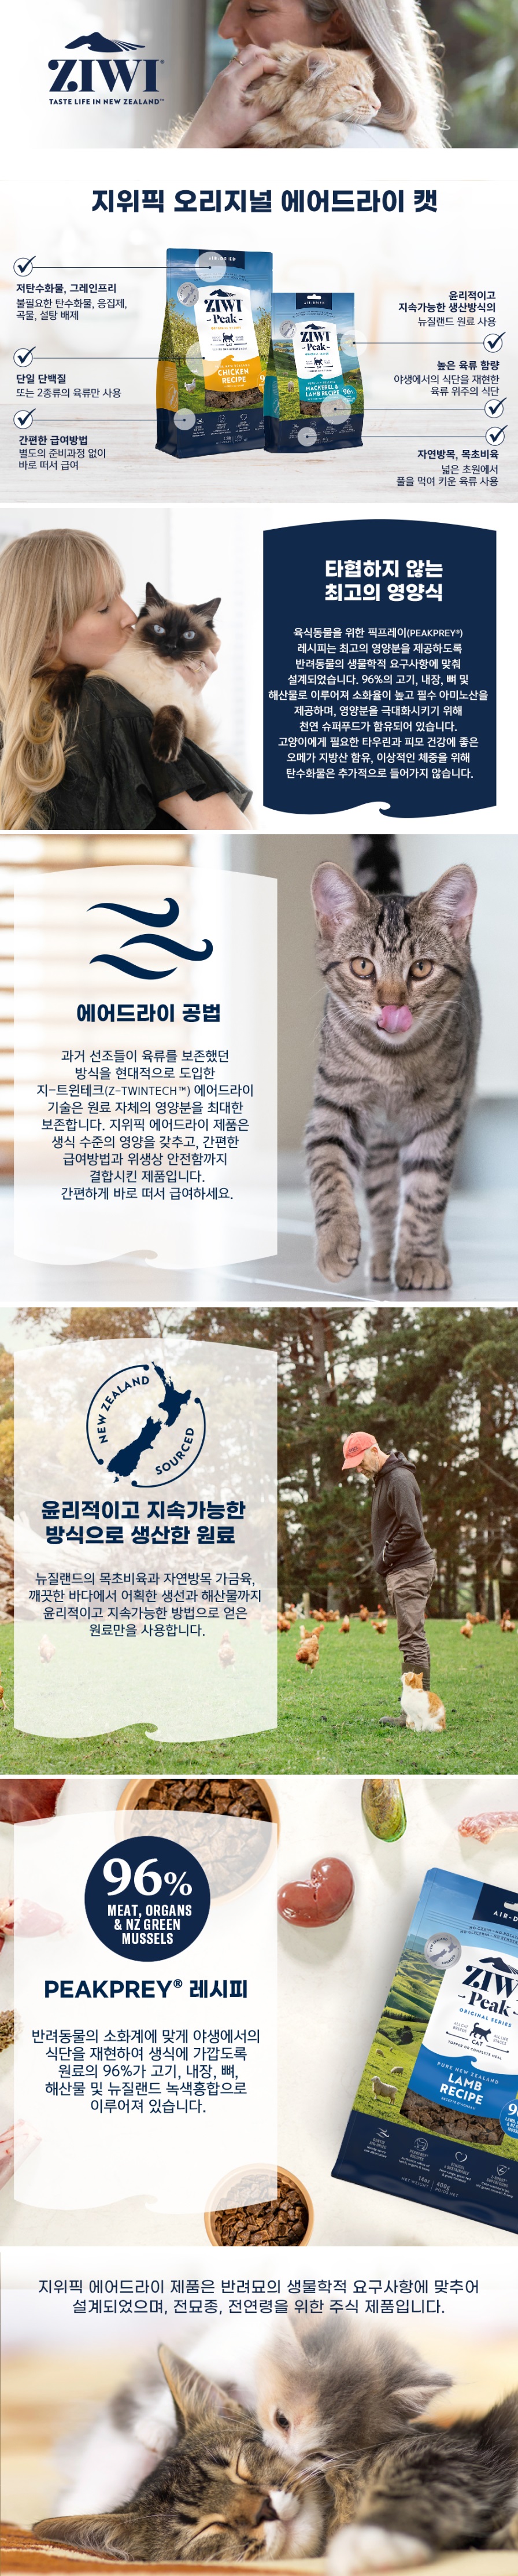 ZIWI
TASTE LIFE IN NEW ZEALAND™
지위픽 오리지널 에어드라이 캣
저탄수화물, 그레인프리
불필요한 탄수화물, 응집제,
곡물, 설탕 배제
단일 단백질
또는 2종류의 육류만 사용
간편한 급여방법
별도의 준비과정 없이
바로 떠서 급여
AIR-DRIED
ZIWI
Peak
CHICKEN
RECIPE
AIR-DRIED
ZIWI
Peak
MACKEREL &
LAMB RECIPE
96%
윤리적이고
지속가능한 생산방식의
뉴질랜드 원료 사용
높은 육류 함량
야생에서의 식단을 재현한
육류 위주의 식단
자연방목, 목초비육
넓은 초원에서
풀을 먹여 키운 육류 사용
타협하지 않는
최고의 영양식
육식동물을 위한 픽프레이(PEAKPREY®)
레시피는 최고의 영양분을 제공하도록
반려동물의 생물학적 요구사항에 맞춰
설계되었습니다. 96%의 고기, 내장, 뼈 및
해산물로 이루어져 소화율이 높고 필수 아미노산을
제공하며, 영양분을 극대화시키기 위해
천연 슈퍼푸드가 함유되어 있습니다.
고양이에게 필요한 타우린과 피모 건강에 좋은
오메가 지방산 함유, 이상적인 체중을 위해
탄수화물은 추가적으로 들어가지 않습니다.
에어드라이 공법
과거 선조들이 육류를 보존했던
방식을 현대적으로 도입한
지-트윈테크(Z-TWINTECH™) 에어드라이
기술은 원료 자체의 영양분을 최대한
보존합니다. 지위픽 에어드라이 제품은
생식 수준의 영양을 갖추고, 간편한
급여방법과 위생상 안전함까지
결합시킨 제품입니다.
간편하게 바로 떠서 급여하세요.
NEW ZEALAND
SOURCED
윤리적이고 지속가능한
방식으로 생산한 원료
뉴질랜드의 목초비육과 자연방목 가금육,
깨끗한 바다에서 어획한 생선과 해산물까지
윤리적이고 지속가능한 방법으로 얻은
원료만을 사용합니다.
96%
MEAT, ORGANS
& NZ GREEN
MUSSELS
PEAKPREY® 레시피
반려동물의 소화계에 맞게 야생에서의
식단을 재현하여 생식에 가깝도록
원료의 96%가 고기, 내장, 뼈,
해산물 및 뉴질랜드 녹색홍합으로
이루어져 있습니다.
AIR-D
ZIW
Peak
ORIGINAL SERIES
CAT
PURE NEW ZEALAND
LAMB
RECIPE
지위픽 에어드라이 제품은 반려묘의 생물학적 요구사항에 맞추어
설계되었으며, 전묘종, 전연령을 위한 주식 제품입니다.